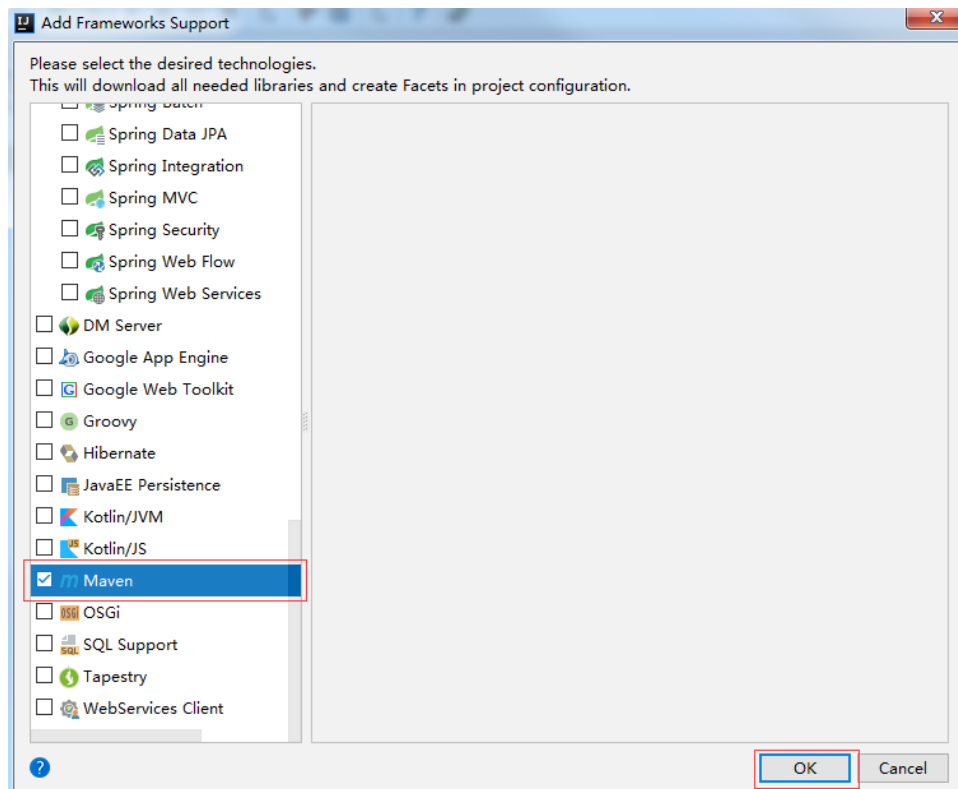 Add Frameworks Support
Please select the desired technologies.
This will download all needed libraries and create Facets in project configuration.
Spring Batch
Spring Data JPA
Spring Integration
Spring MVC
Spring Security
Spring Web Flow
Spring Web Services
DM Server
Google App Engine
Google Web Toolkit
Groovy
Hibernate
JavaEE Persistence
Kotlin/JVM
Kotlin/JS
Maven
OSGi
SQL Support
Tapestry
WebServices Client
OK
Cancel